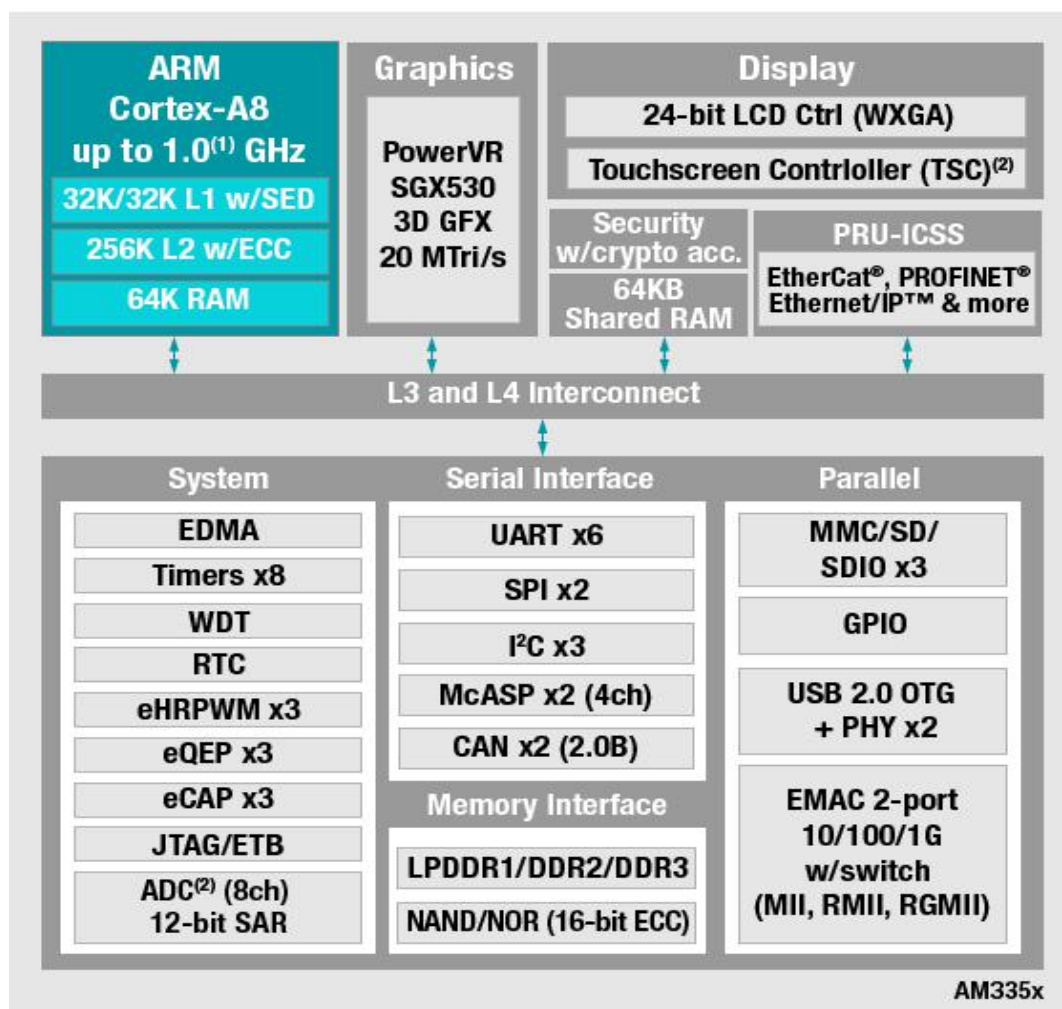 ARM
Cortex-A8
up to 1.0(1) GHz
32K/32K L1 w/SED
256K L2 w/ECC
64K RAM
Graphics
PowerVR
SGX530
3D GFX
20 MTri/s
Display
24-bit LCD Ctrl (WXGA)
Touchscreen Contrloller (TSC)(2)
Security
w/crypto acc.
64KB
Shared RAM
PRU-ICSS
EtherCat®, PROFINET®
Ethernet/IP™ & more
L3 and L4 Interconnect
System
EDMA
Timers x8
WDT
RTC
eHRPWM x3
eQEP x3
eCAP x3
JTAG/ETB
ADC(2) (8ch)
12-bit SAR
Serial Interface
UART x6
SPI x2
I²C x3
McASP x2 (4ch)
CAN x2 (2.0B)
Memory Interface
LPDDR1/DDR2/DDR3
NAND/NOR (16-bit ECC)
Parallel
MMC/SD/
SDIO x3
GPIO
USB 2.0 OTG
+ PHY x2
EMAC 2-port
10/100/1G
w/switch
(MII, RMII, RGMII)
AM335x